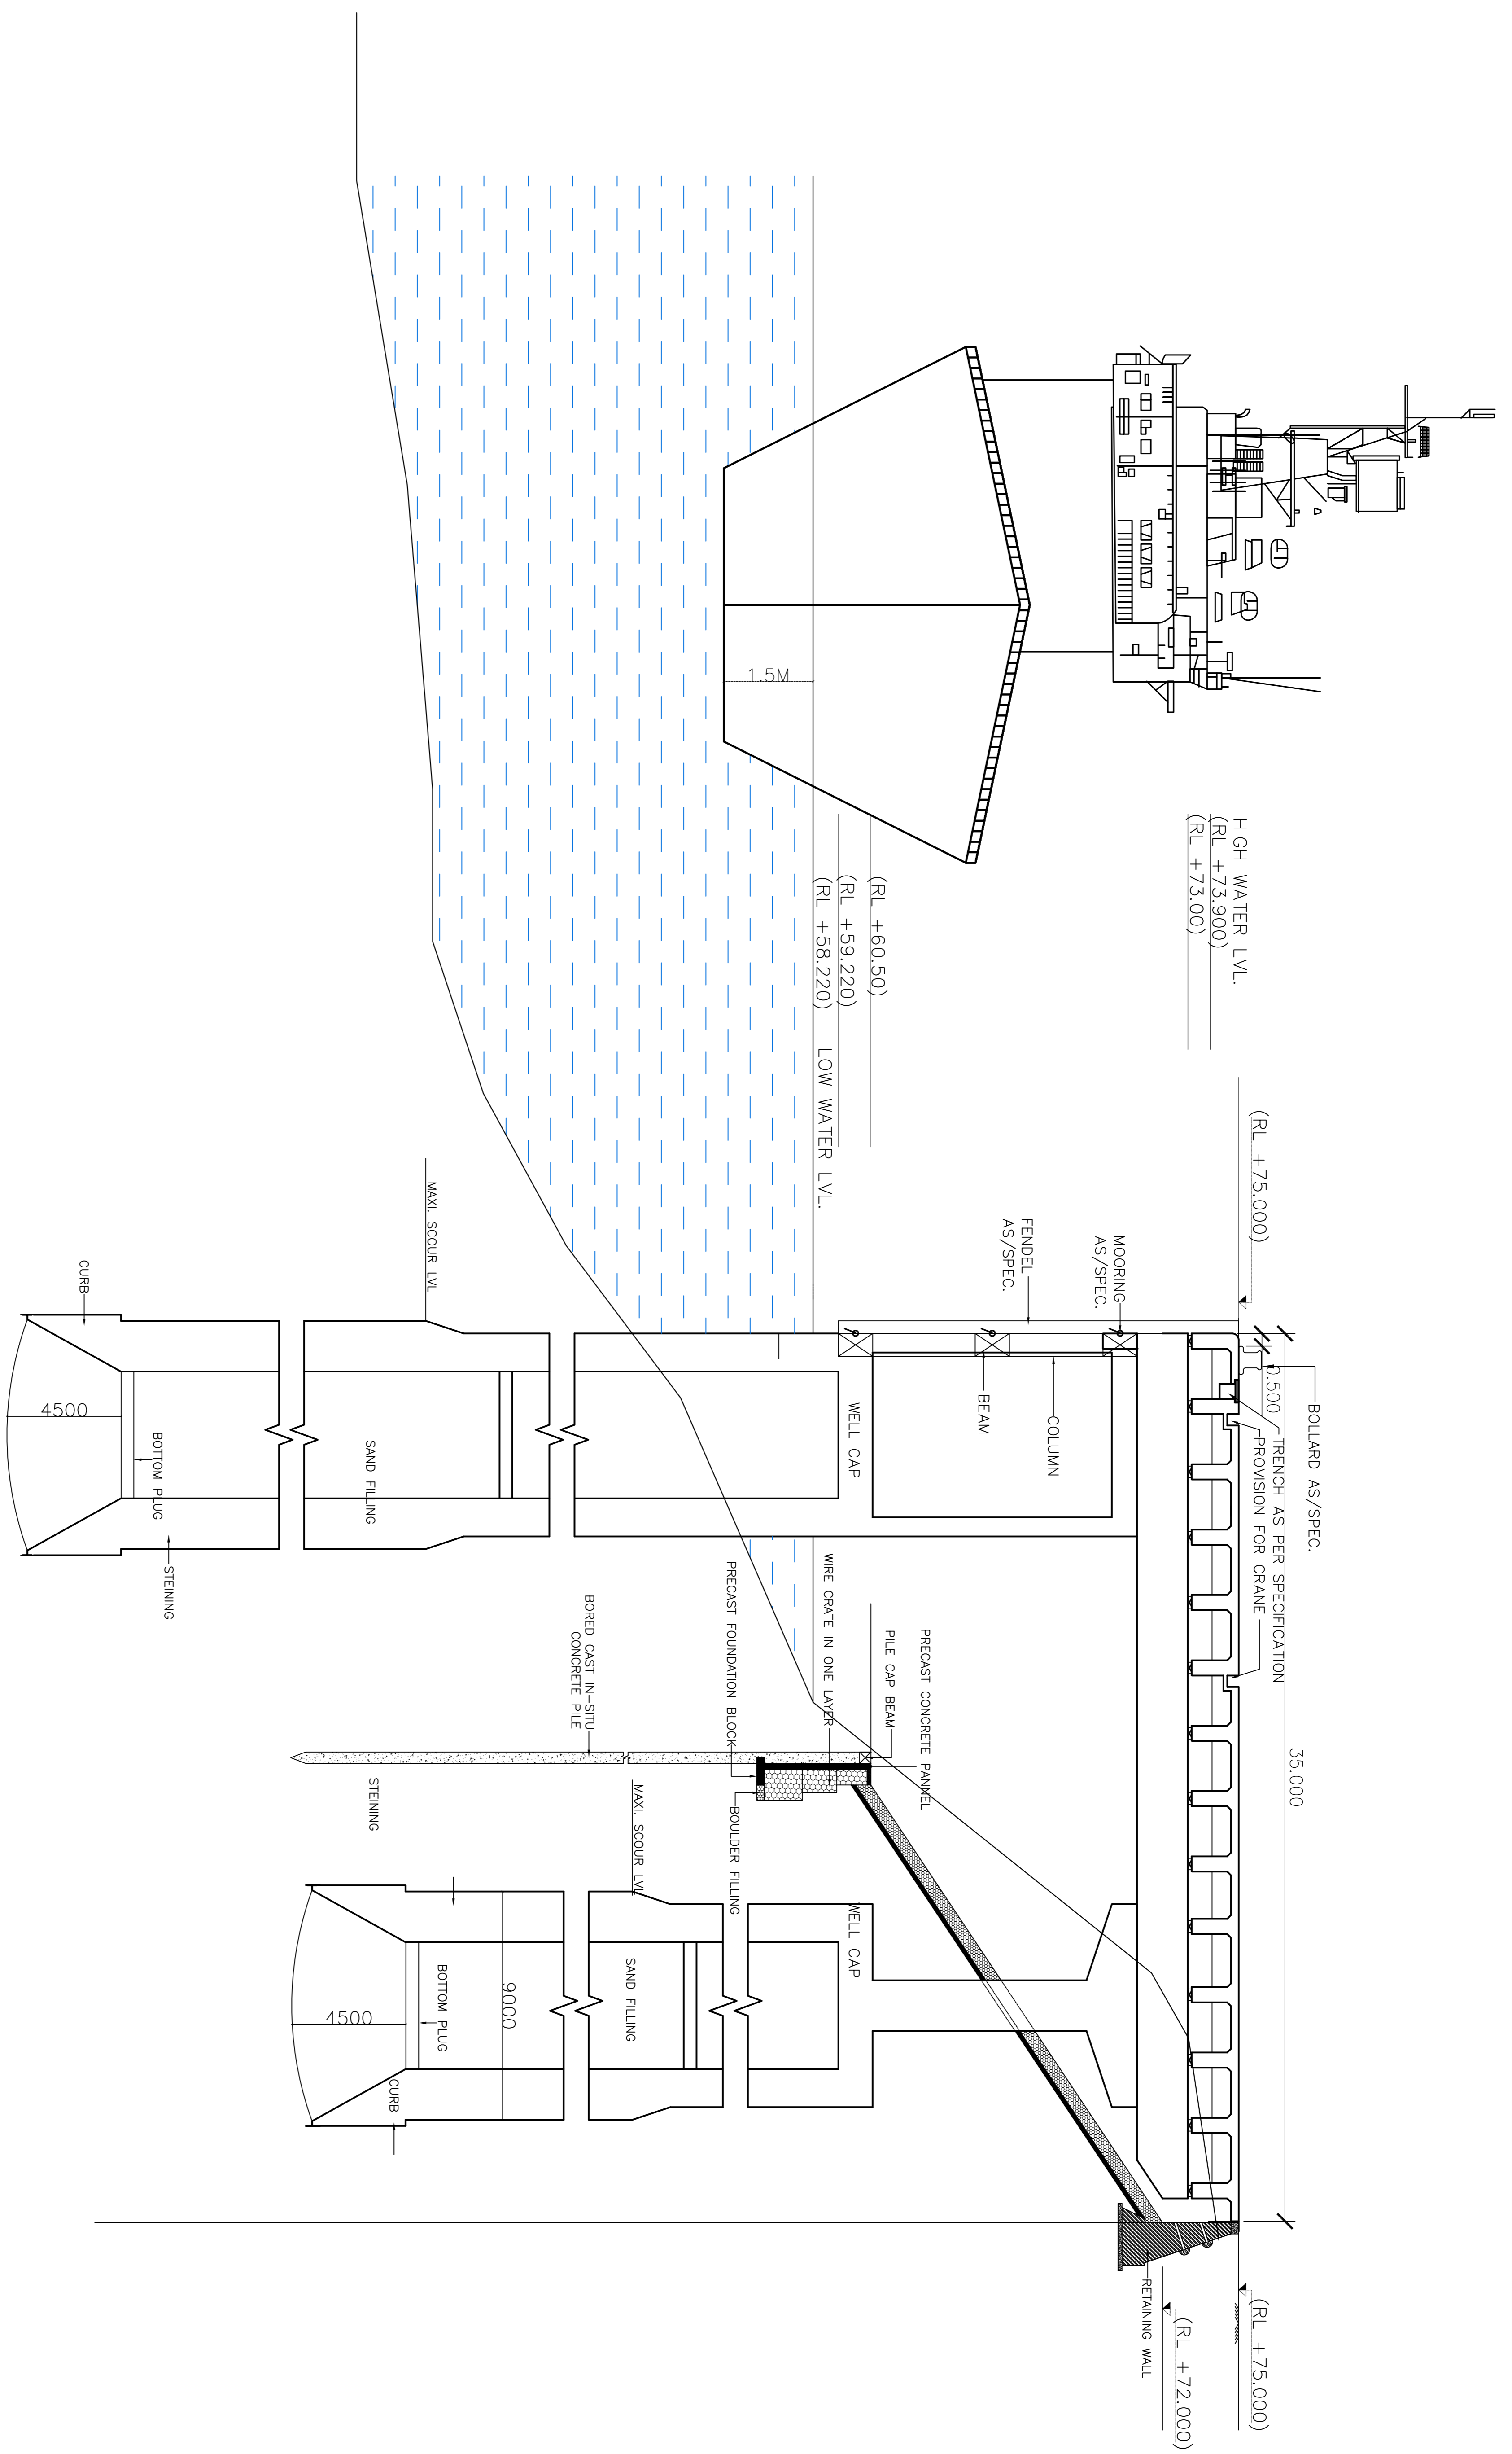 HIGH WATER LVL.
(RL +73.900)
(RL +73.00)
(RL +60.50)
(RL +59.220)
(RL +58.220)
LOW WATER LVL.
1.5M
(RL +75.000)
MOORING
AS/SPEC.
FENDEL
AS/SPEC.
MAXI. SCOUR LVL
CURB
BOLLARD AS/SPEC.
0.500
TRENCH AS PER SPECIFICATION
PROVISION FOR CRANE
35.000
COLUMN
BEAM
WELL CAP
SAND FILLING
BOTTOM PLUG
4500
STEINING
PRECAST CONCRETE PANNEL
PILE CAP BEAM
WIRE CRATE IN ONE LAYER
PRECAST FOUNDATION BLOCK
BORED CAST IN-SITU
CONCRETE PILE
BOULDER FILLING
MAXI. SCOUR LVL
STEINING
WELL CAP
SAND FILLING
9000
BOTTOM PLUG
4500
CURB
(RL +75.000)
(RL +72.000)
RETAINING WALL